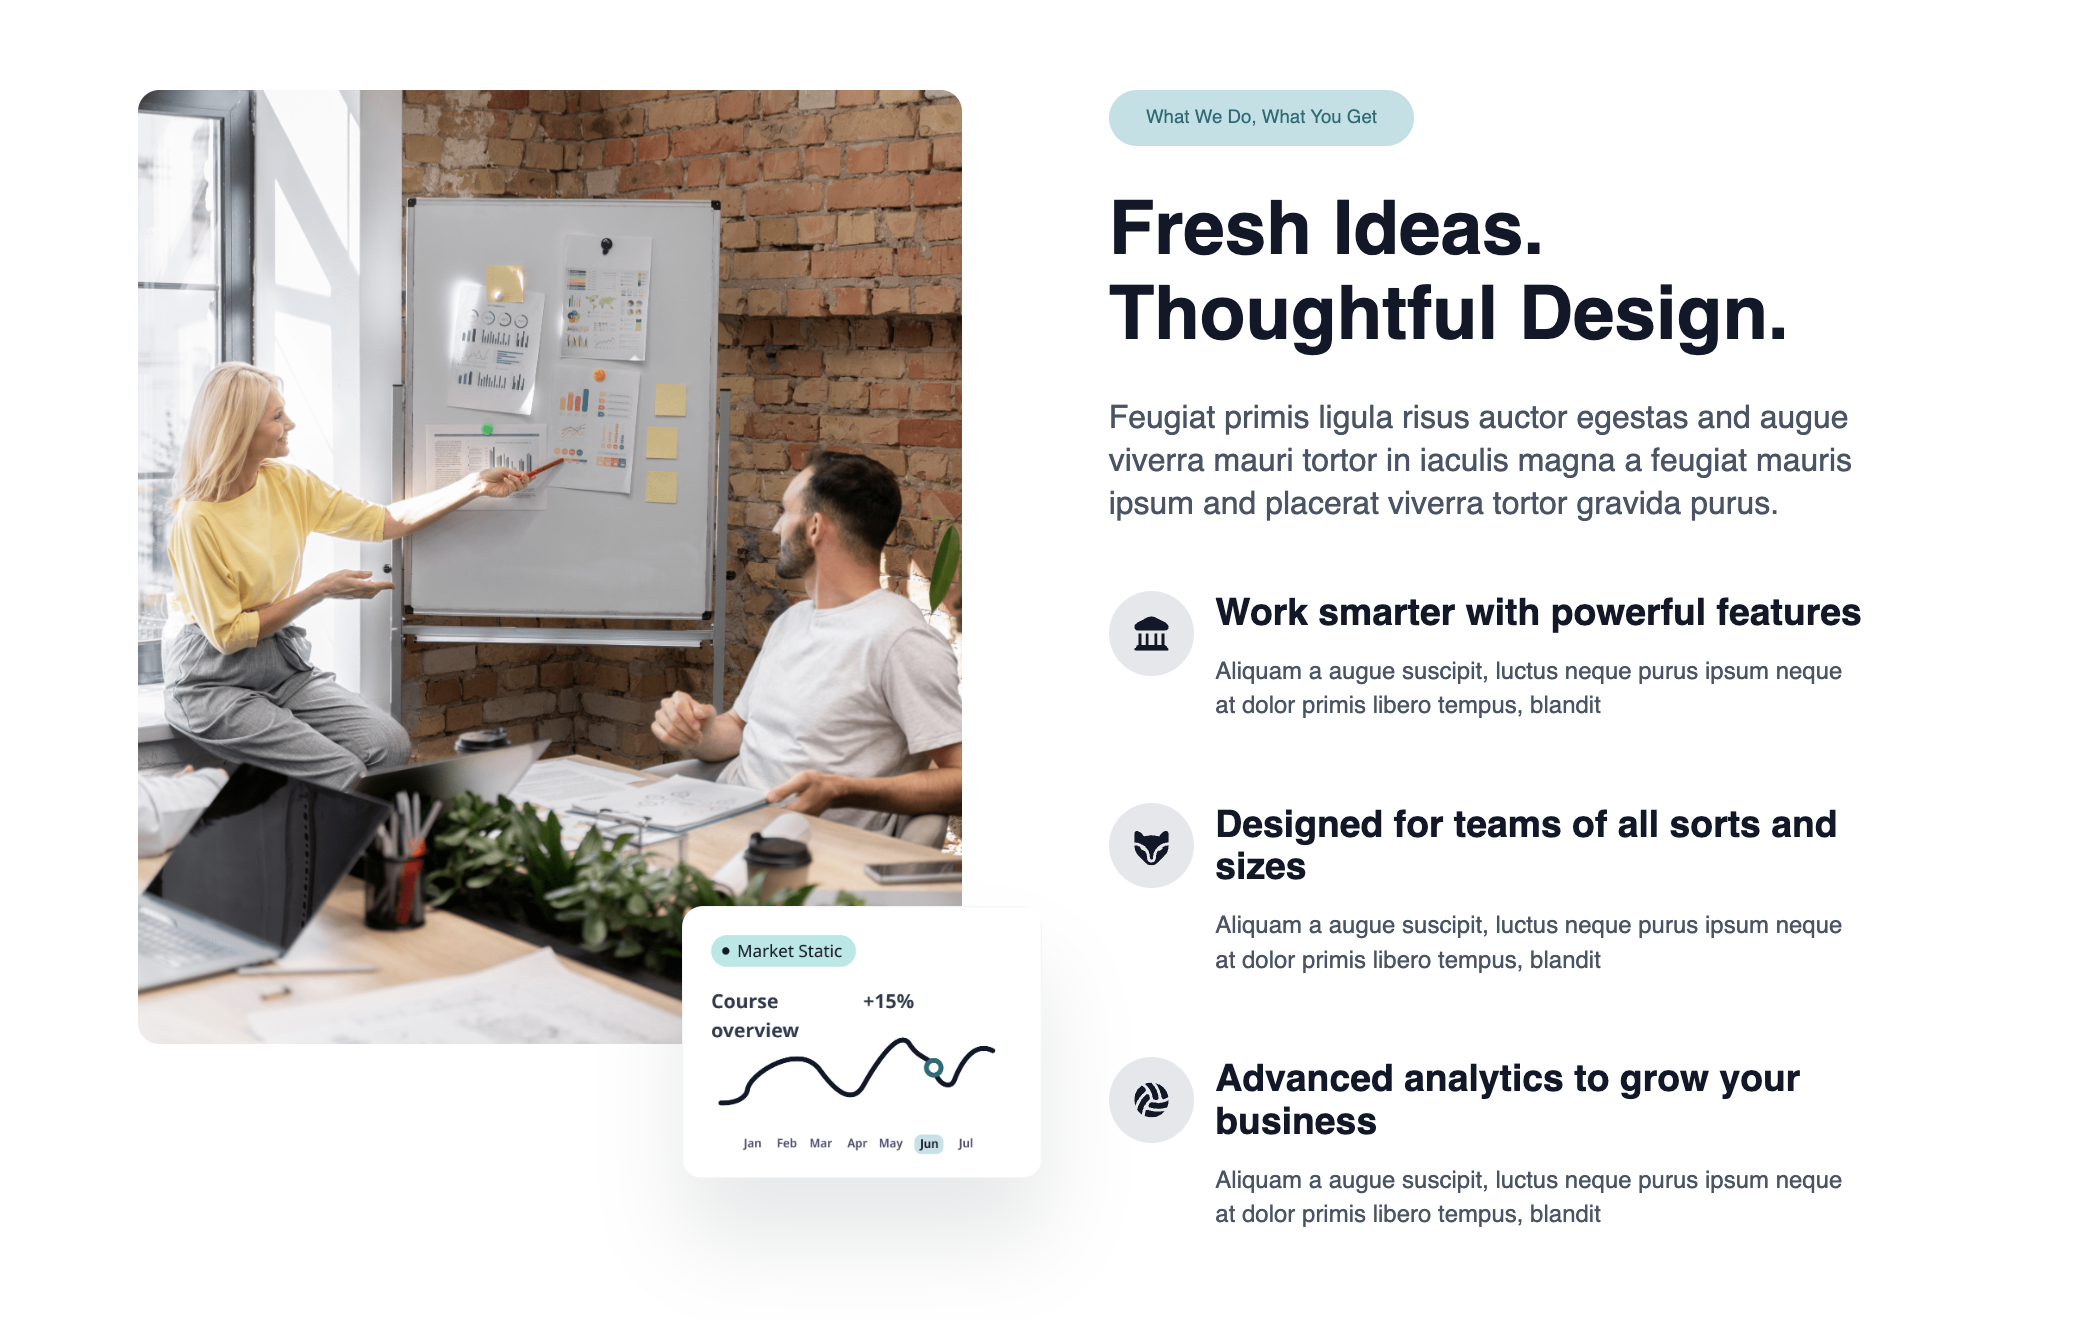 What We Do, What You Get
Fresh Ideas.
Thoughtful Design.
Feugiat primis ligula risus auctor egestas and augue
viverra mauri tortor in iaculis magna a feugiat mauris
ipsum and placerat viverra tortor gravida purus.
Work smarter with powerful features
Aliquam a augue suscipit, luctus neque purus ipsum neque
at dolor primis libero tempus, blandit
Designed for teams of all sorts and
sizes
Aliquam a augue suscipit, luctus neque purus ipsum neque
at dolor primis libero tempus, blandit
Advanced analytics to grow your
business
Aliquam a augue suscipit, luctus neque purus ipsum neque
at dolor primis libero tempus, blandit
Market Static
Course +15%
overview
Jan Feb Mar Apr May Jun Jul